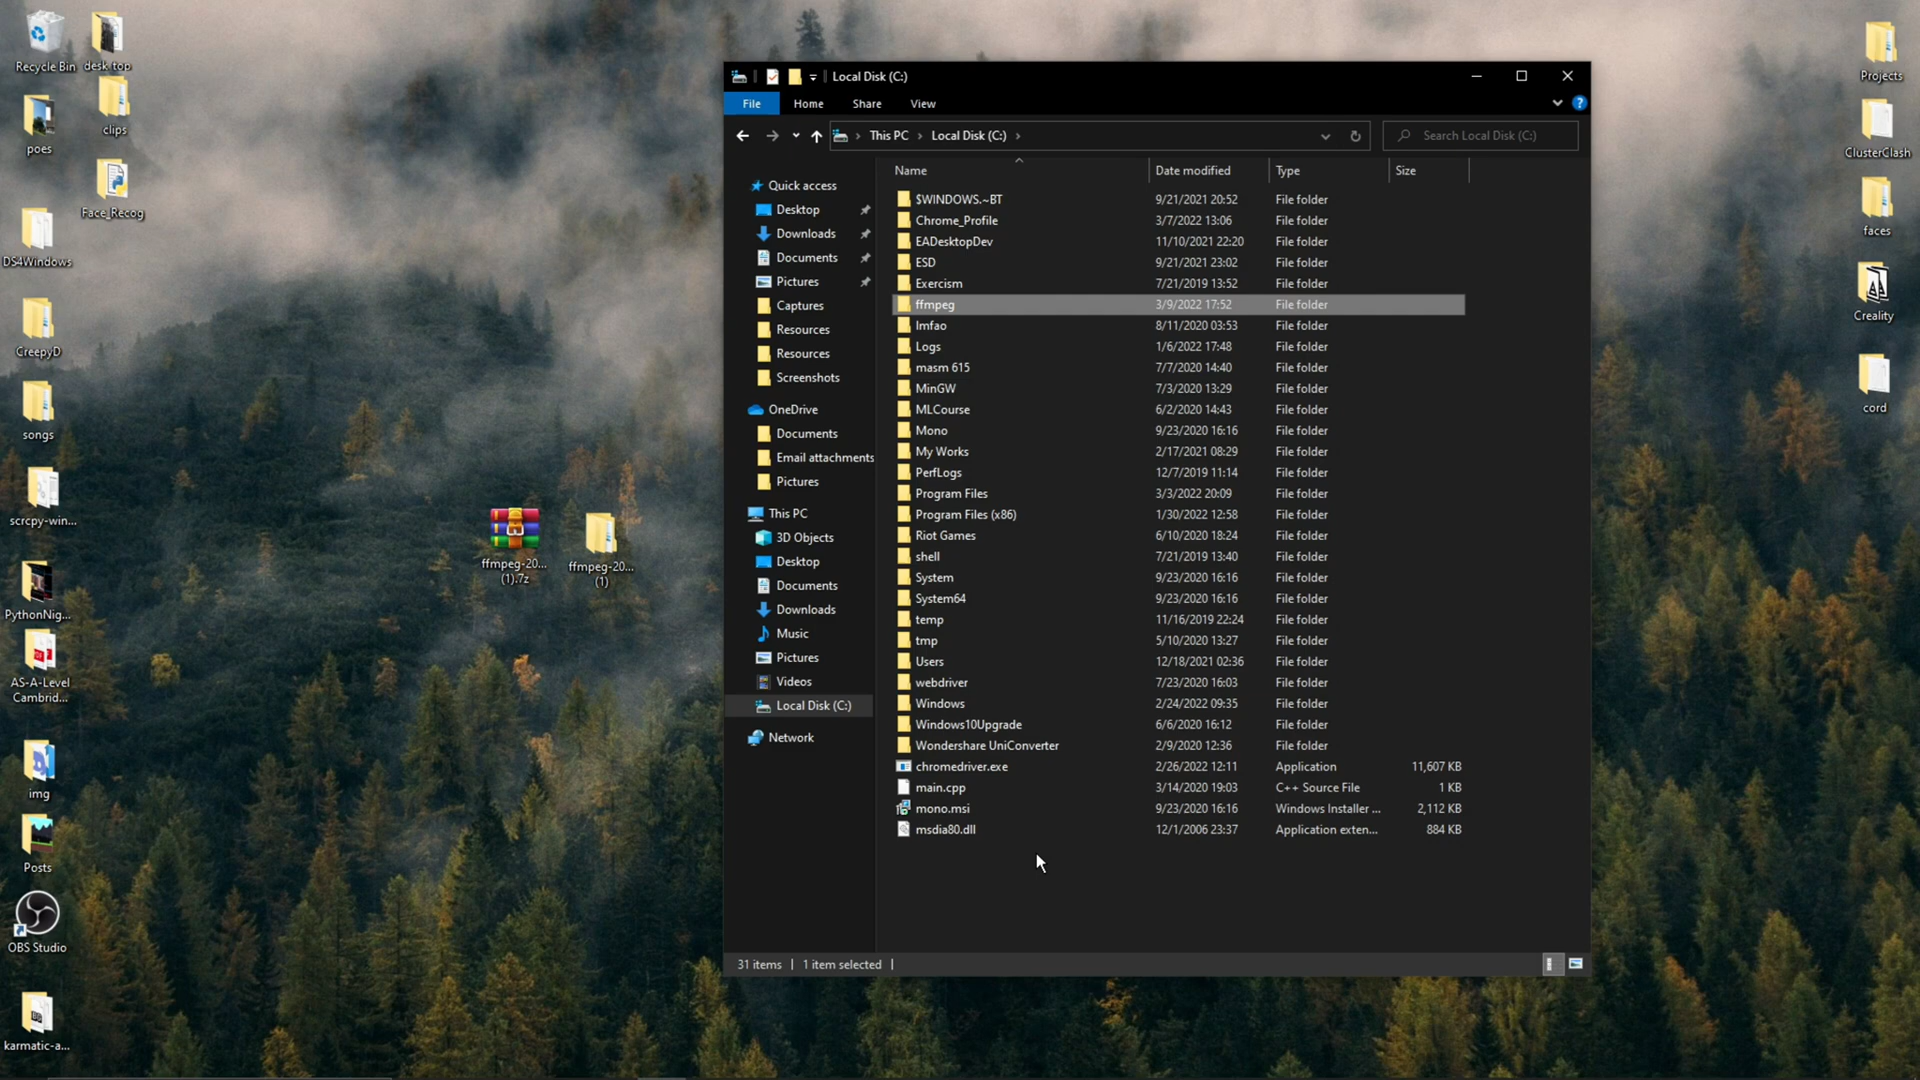 Recycle Bin
desk top
clips
poes
Face_Recog
DS4Windows
CreepyD
songs
scrcpy-win...
PythonNig...
AS-A-Level
Cambrid...
img
Posts
OBS Studio
karmatic-a...
ffmpeg-20...
(1).7z
ffmpeg-20...
(1)
Local Disk (C:)
File Home Share View
This PC › Local Disk (C:) ›
Search Local Disk (C:)
Quick access
Desktop
Downloads
Documents
Pictures
Captures
Resources
Resources
Screenshots
OneDrive
Documents
Email attachments
Pictures
This PC
3D Objects
Desktop
Documents
Downloads
Music
Pictures
Videos
Local Disk (C:)
Network
Name Date modified Type Size
$WINDOWS.~BT 9/21/2021 20:52 File folder
Chrome_Profile 3/7/2022 13:06 File folder
EADesktopDev 11/10/2021 22:20 File folder
ESD 9/21/2021 23:02 File folder
Exercism 7/21/2019 13:52 File folder
ffmpeg 3/9/2022 17:52 File folder
lmfao 8/11/2020 03:53 File folder
Logs 1/6/2022 17:48 File folder
masm 615 7/7/2020 14:40 File folder
MinGW 7/3/2020 13:29 File folder
MLCourse 6/2/2020 14:43 File folder
Mono 9/23/2020 16:16 File folder
My Works 2/17/2021 08:29 File folder
PerfLogs 12/7/2019 11:14 File folder
Program Files 3/3/2022 20:09 File folder
Program Files (x86) 1/30/2022 12:58 File folder
Riot Games 6/10/2020 18:24 File folder
shell 7/21/2019 13:40 File folder
System 9/23/2020 16:16 File folder
System64 9/23/2020 16:16 File folder
temp 11/16/2019 22:24 File folder
tmp 5/10/2020 13:27 File folder
Users 12/18/2021 02:36 File folder
webdriver 7/23/2020 16:03 File folder
Windows 2/24/2022 09:35 File folder
Windows10Upgrade 6/6/2020 16:12 File folder
Wondershare UniConverter 2/9/2020 12:36 File folder
chromedriver.exe 2/26/2022 12:11 Application 11,607 KB
main.cpp 3/14/2020 19:03 C++ Source File 1 KB
mono.msi 9/23/2020 16:16 Windows Installer ... 2,112 KB
msdia80.dll 12/1/2006 23:37 Application exten... 884 KB
31 items 1 item selected
Projects
ClusterClash
faces
Creality
cord